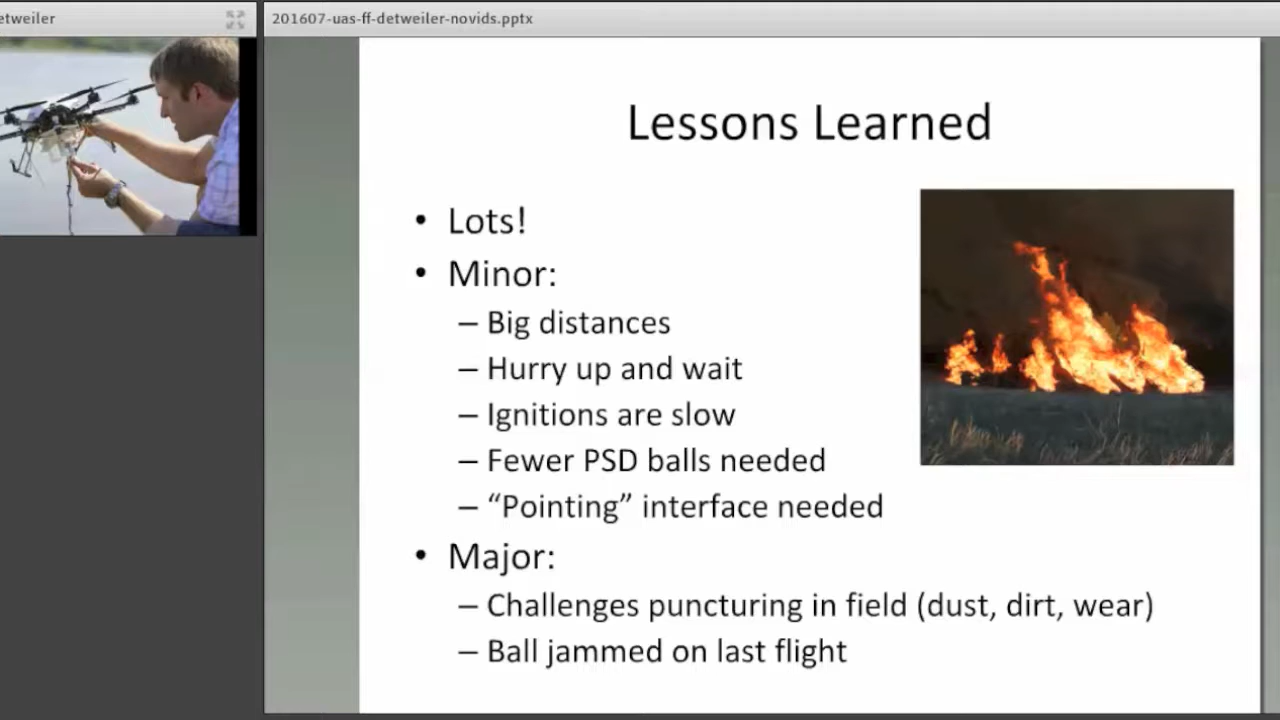 etweiler
201607-uas-ff-detweiler-novids.pptx
Lessons Learned
• Lots!
• Minor:
– Big distances
– Hurry up and wait
– Ignitions are slow
– Fewer PSD balls needed
– “Pointing” interface needed
• Major:
– Challenges puncturing in field (dust, dirt, wear)
– Ball jammed on last flight